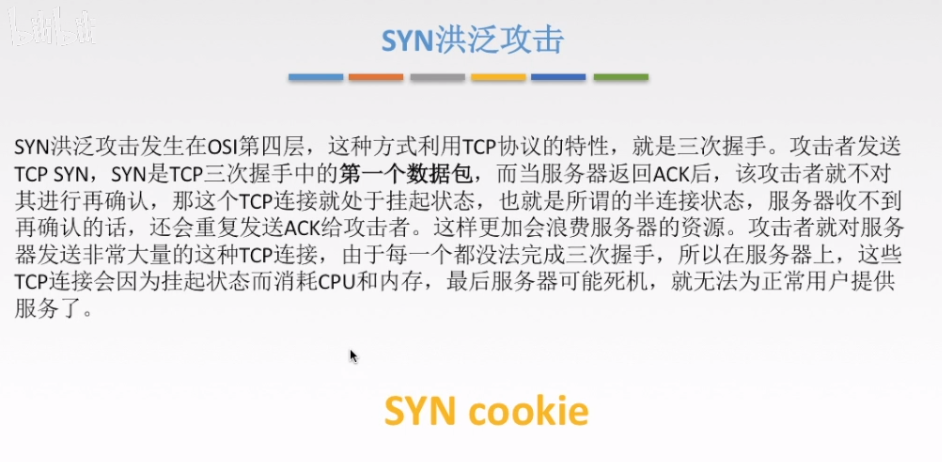 bilibili
SYN洪泛攻击
SYN洪泛攻击发生在OSI第四层，这种方式利用TCP协议的特性，就是三次握手。攻击者发送
TCP SYN，SYN是TCP三次握手中的第一个数据包，而当服务器返回ACK后，该攻击者就不对
其进行再确认，那这个TCP连接就处于挂起状态，也就是所谓的半连接状态，服务器收不到
再确认的话，还会重复发送ACK给攻击者。这样更加会浪费服务器的资源。攻击者就对服务
器发送非常大量的这种TCP连接，由于每一个都没法完成三次握手，所以在服务器上，这些
TCP连接会因为挂起状态而消耗CPU和内存，最后服务器可能死机，就无法为正常用户提供
服务了。
SYN cookie